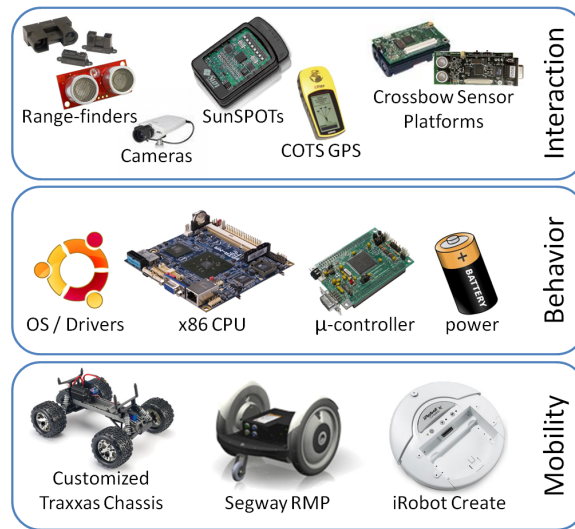 Range-finders
SunSPOTs
Cameras
COTS GPS
Crossbow Sensor
Platforms
Interaction
OS / Drivers
x86 CPU
µ-controller
+
BATTERY
power
Behavior
Customized
Traxxas Chassis
Segway RMP
iRobot Create
Mobility